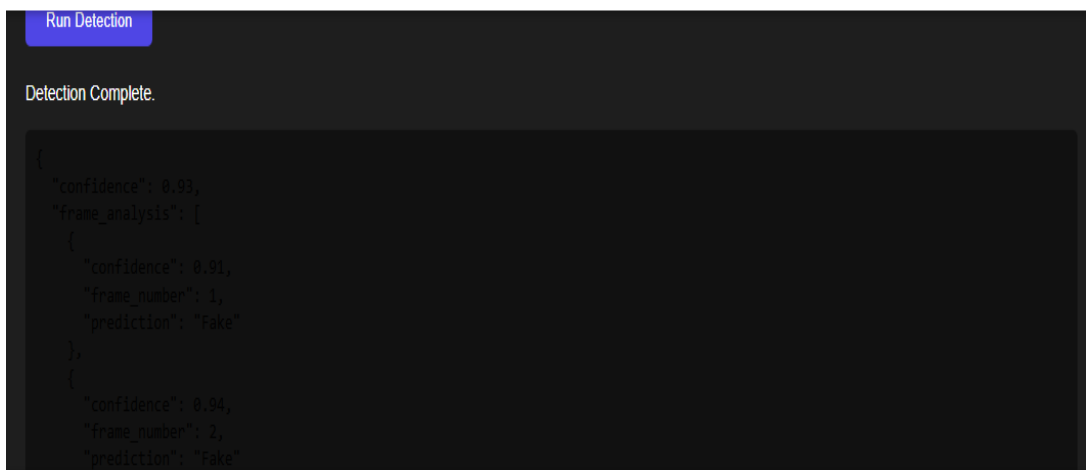 Run Detection
Detection Complete.
{
"confidence": 0.93,
"frame_analysis": [
{
"confidence": 0.91,
"frame_number": 1,
"prediction": "Fake"
},
{
"confidence": 0.94,
"frame_number": 2,
"prediction": "Fake"